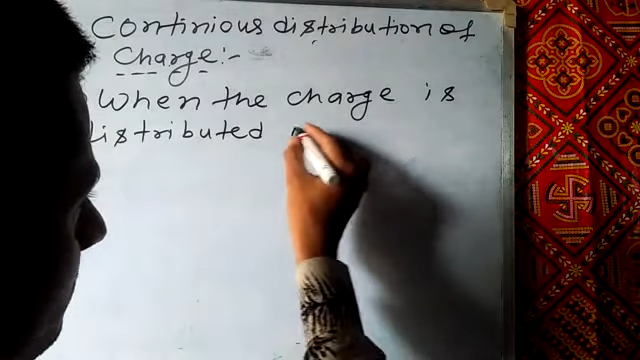 Continious distribution of
Charge:-
When the charge is
distributed